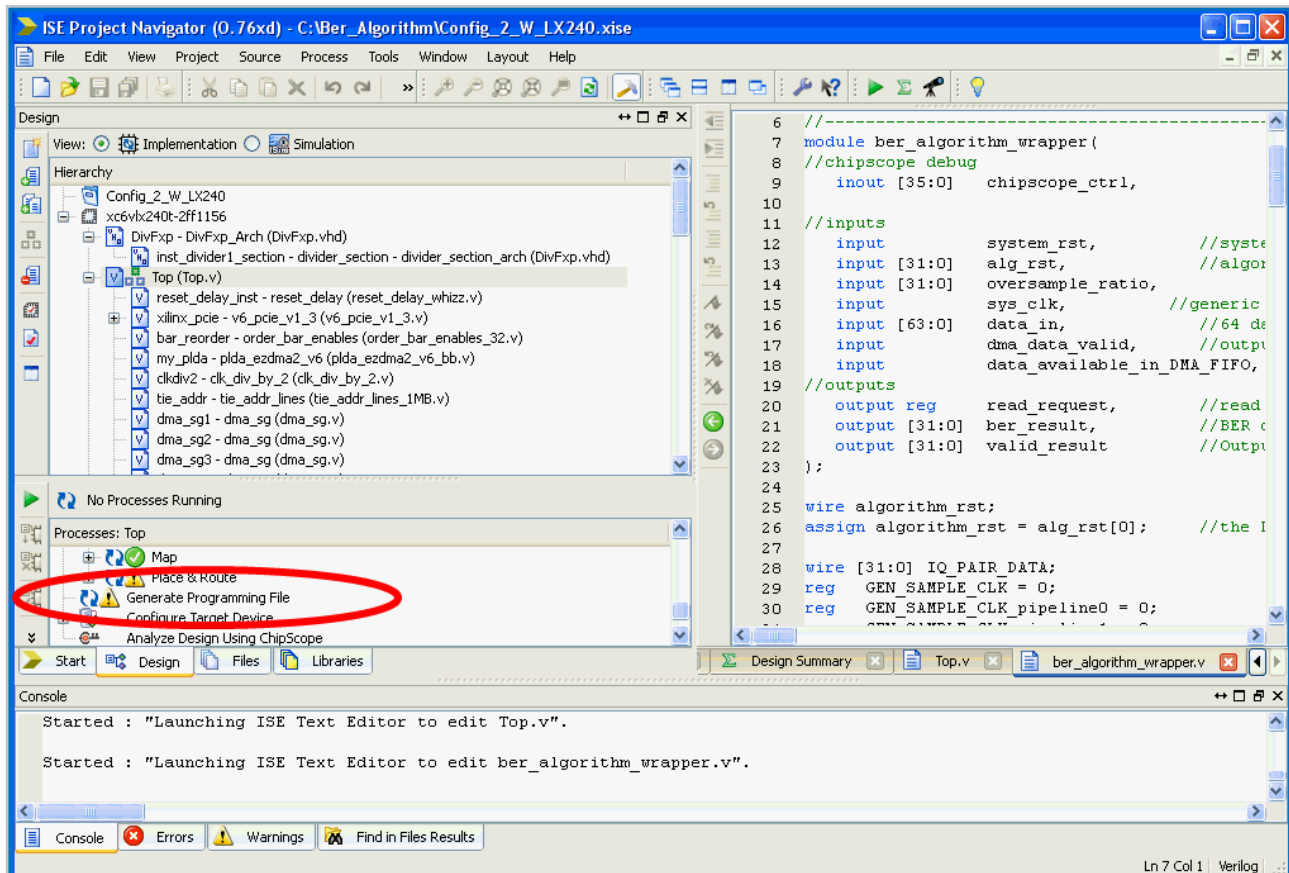 ISE Project Navigator (O.76xd) - C:\Ber_Algorithm\Config_2_W_LX240.xise
File Edit View Project Source Process Tools Window Layout Help
Design
View: Implementation Simulation
Hierarchy
Config_2_W_LX240
xc6vlx240t-2ff1156
DivFxp - DivFxp_Arch (DivFxp.vhd)
inst_divider1_section - divider_section - divider_section_arch (DivFxp.vhd)
Top (Top.v)
reset_delay_inst - reset_delay (reset_delay_whizz.v)
xilinx_pcie - v6_pcie_v1_3 (v6_pcie_v1_3.v)
bar_reorder - order_bar_enables (order_bar_enables_32.v)
my_plda - plda_ezdma2_v6 (plda_ezdma2_v6_bb.v)
clkdiv2 - clk_div_by_2 (clk_div_by_2.v)
tie_addr - tie_addr_lines (tie_addr_lines_1MB.v)
dma_sg1 - dma_sg (dma_sg.v)
dma_sg2 - dma_sg (dma_sg.v)
dma_sg3 - dma_sg (dma_sg.v)
No Processes Running
Processes: Top
Map
Place & Route
Generate Programming File
Configure Target Device
Analyze Design Using ChipScope
Start Design Files Libraries
6 //-----------------------------------------------
7 module ber_algorithm_wrapper(
8 //chipscope debug
9 inout [35:0] chipscope_ctrl,
10
11 //inputs
12 input system_rst, //syste
13 input [31:0] alg_rst, //algor
14 input [31:0] oversample_ratio,
15 input sys_clk, //generic
16 input [63:0] data_in, //64 da
17 input dma_data_valid, //outpu
18 input data_available_in_DMA_FIFO,
19 //outputs
20 output reg read_request, //read
21 output [31:0] ber_result, //BER
22 output [31:0] valid_result //Outpu
23 );
24
25 wire algorithm_rst;
26 assign algorithm_rst = alg_rst[0]; //the
27
28 wire [31:0] IQ_PAIR_DATA;
29 reg GEN_SAMPLE_CLK = 0;
30 reg GEN_SAMPLE_CLK_pipeline0 = 0;
Design Summary Top.v ber_algorithm_wrapper.v
Console
Started : "Launching ISE Text Editor to edit Top.v".
Started : "Launching ISE Text Editor to edit ber_algorithm_wrapper.v".
Console Errors Warnings Find in Files Results
Ln 7 Col 1 Verilog